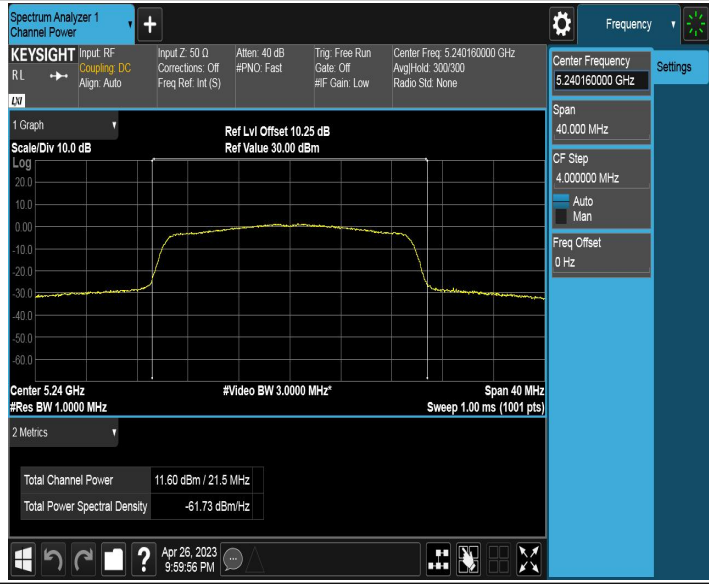 Spectrum Analyzer 1
Channel Power
Frequency
KEYSIGHT
RL
LXI
Input: RF
Coupling: DC
Align: Auto
Input Z: 50 Ω
Corrections: Off
Freq Ref: Int (S)
Atten: 40 dB
#PNO: Fast
Trig: Free Run
Gate: Off
#IF Gain: Low
Center Freq: 5.240160000 GHz
Avg|Hold: 300/300
Radio Std: None
Center Frequency
5.240160000 GHz
Settings
Span
40.000 MHz
CF Step
4.000000 MHz
Auto
Man
Freq Offset
0 Hz
1 Graph
Scale/Div 10.0 dB
Ref Lvl Offset 10.25 dB
Ref Value 30.00 dBm
Log
20.0
10.0
0.00
-10.0
-20.0
-30.0
-40.0
-50.0
-60.0
Center 5.24 GHz
#Res BW 1.0000 MHz
#Video BW 3.0000 MHz*
Span 40 MHz
Sweep 1.00 ms (1001 pts)
2 Metrics
Total Channel Power 11.60 dBm / 21.5 MHz
Total Power Spectral Density -61.73 dBm/Hz
?
Apr 26, 2023
9:59:56 PM